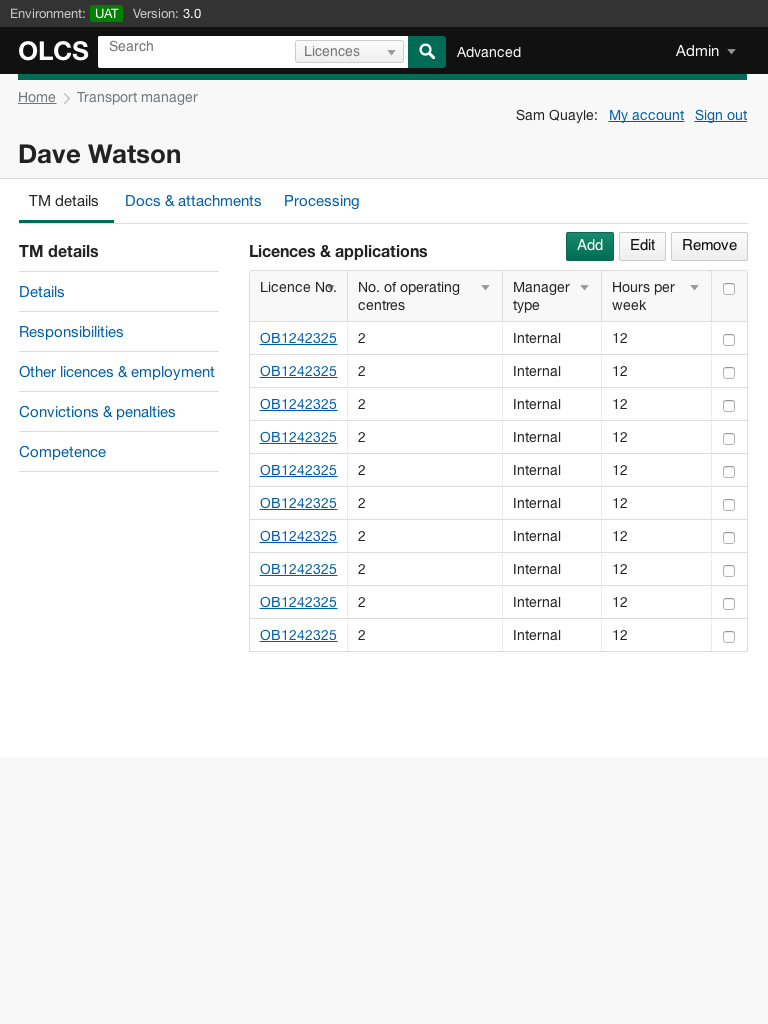 Environment: UAT Version: 3.0
OLCS Search Licences Advanced Admin
Home Transport manager
Sam Quayle: My account Sign out
Dave Watson
TM details Docs & attachments Processing
TM details
Details
Responsibilities
Other licences & employment
Convictions & penalties
Competence
Licences & applications Add Edit Remove
Licence No. No. of operating centres Manager type Hours per week
OB1242325 2 Internal 12
OB1242325 2 Internal 12
OB1242325 2 Internal 12
OB1242325 2 Internal 12
OB1242325 2 Internal 12
OB1242325 2 Internal 12
OB1242325 2 Internal 12
OB1242325 2 Internal 12
OB1242325 2 Internal 12
OB1242325 2 Internal 12